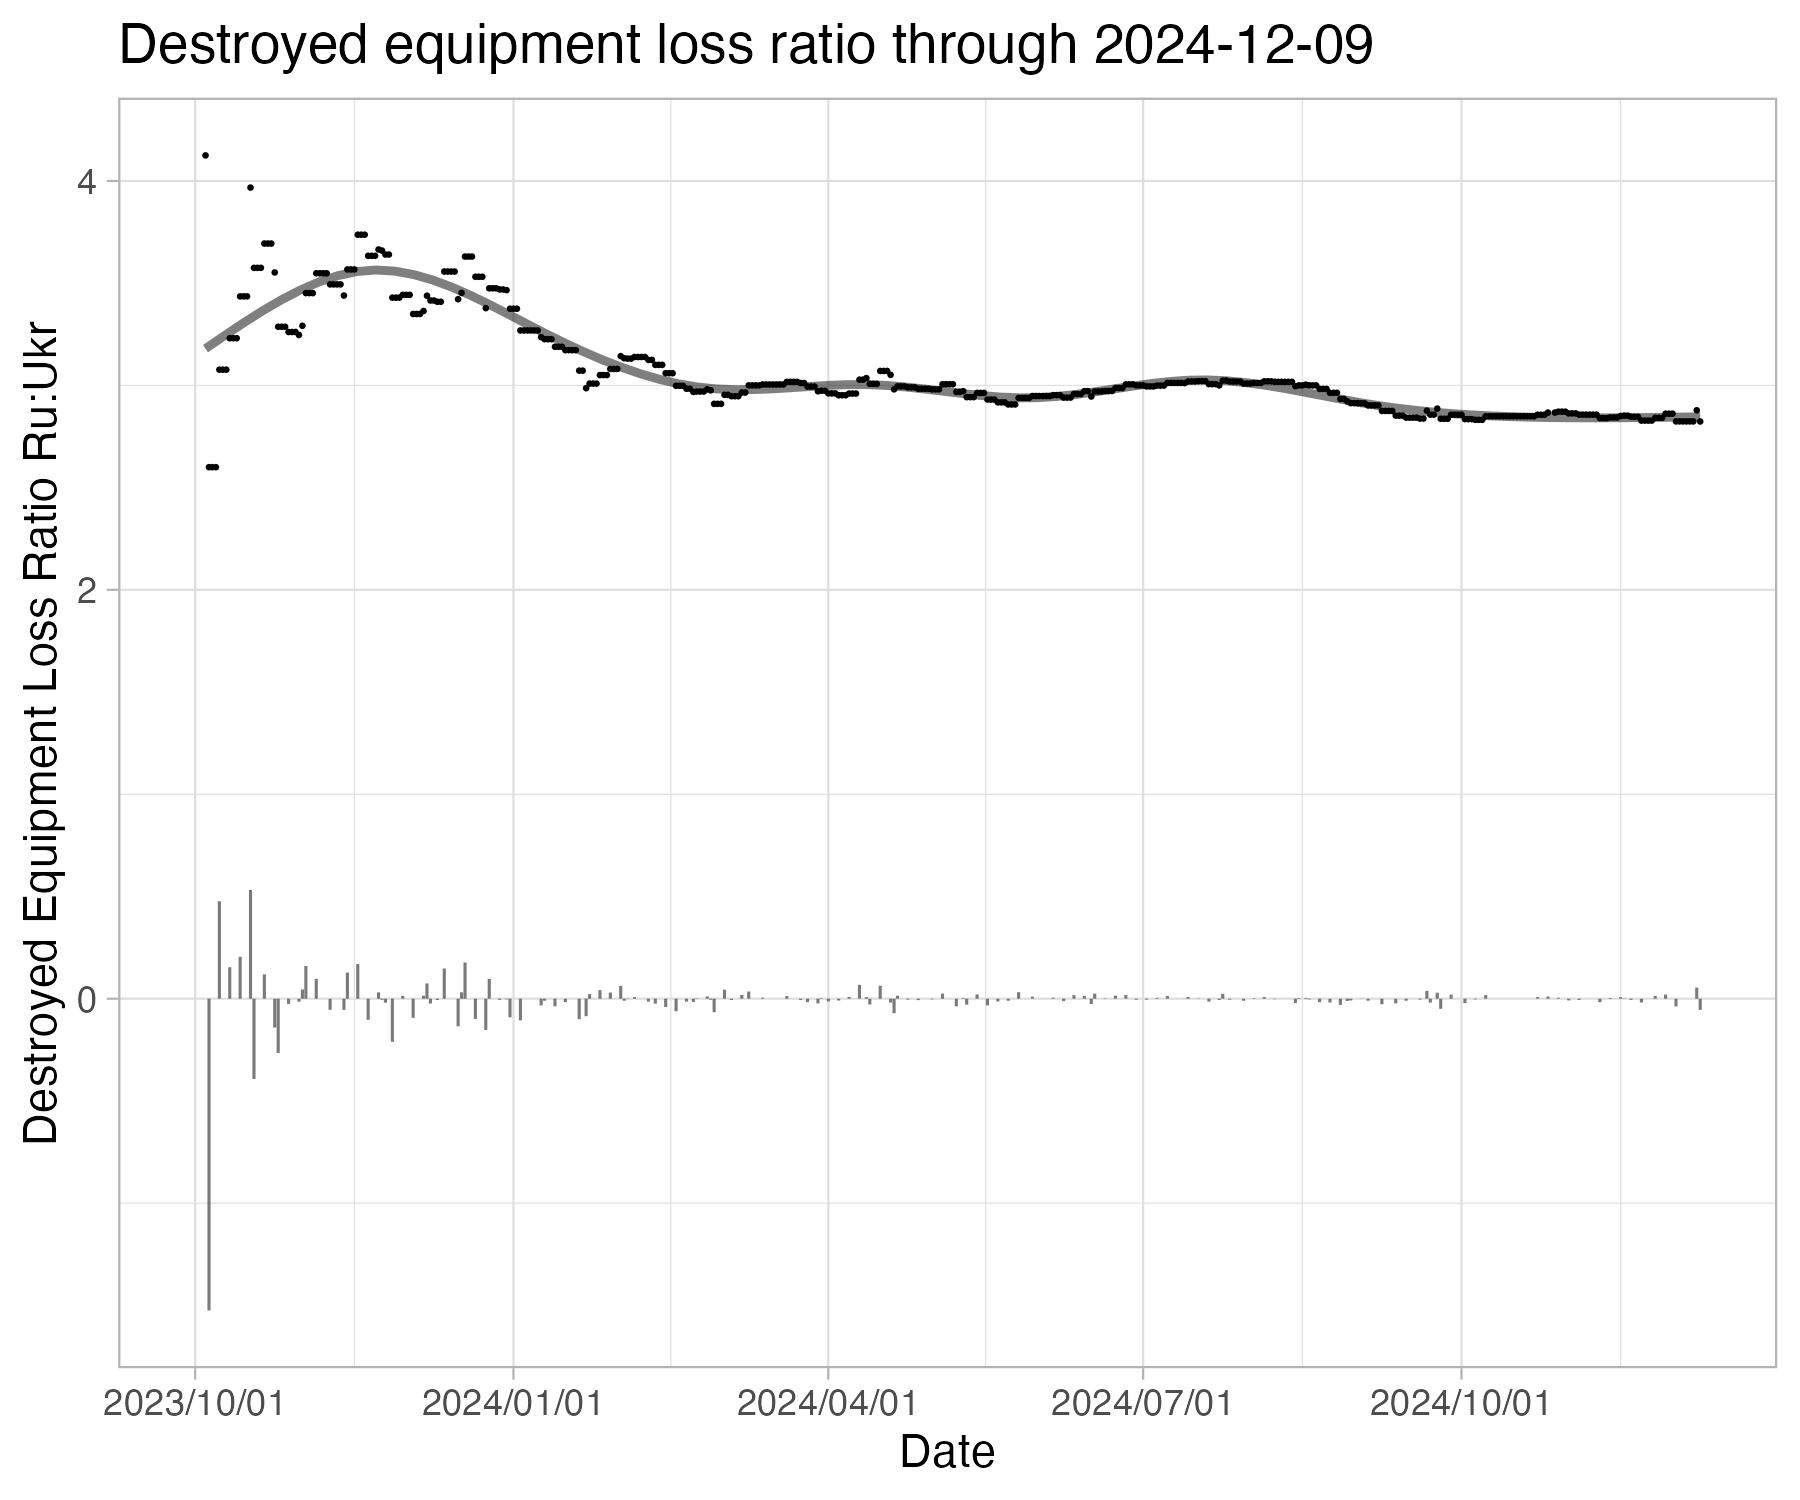 Destroyed equipment loss ratio through 2024-12-09
Destroyed Equipment Loss Ratio Ru:Ukr
4
2
0
2023/10/01
2024/01/01
2024/04/01
2024/07/01
2024/10/01
Date